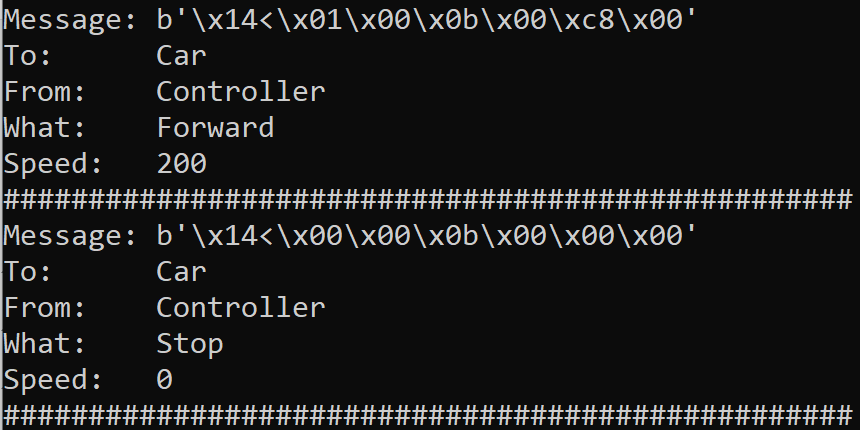 Message: b'\x14<\x01\x00\x0b\x00\xc8\x00'
To:      Car
From:    Controller
What:    Forward
Speed:   200
##################################################
Message: b'\x14<\x00\x00\x0b\x00\x00\x00'
To:      Car
From:    Controller
What:    Stop
Speed:   0
##################################################